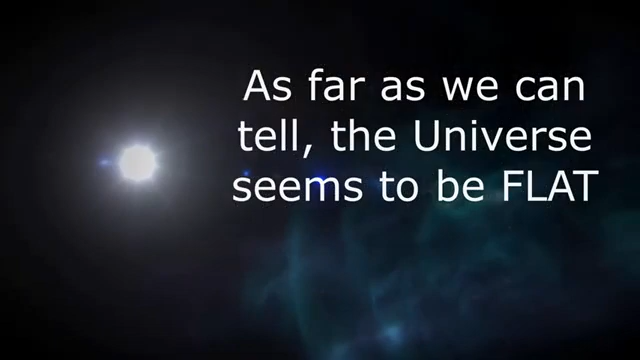 As far as we can
tell, the Universe
seems to be FLAT